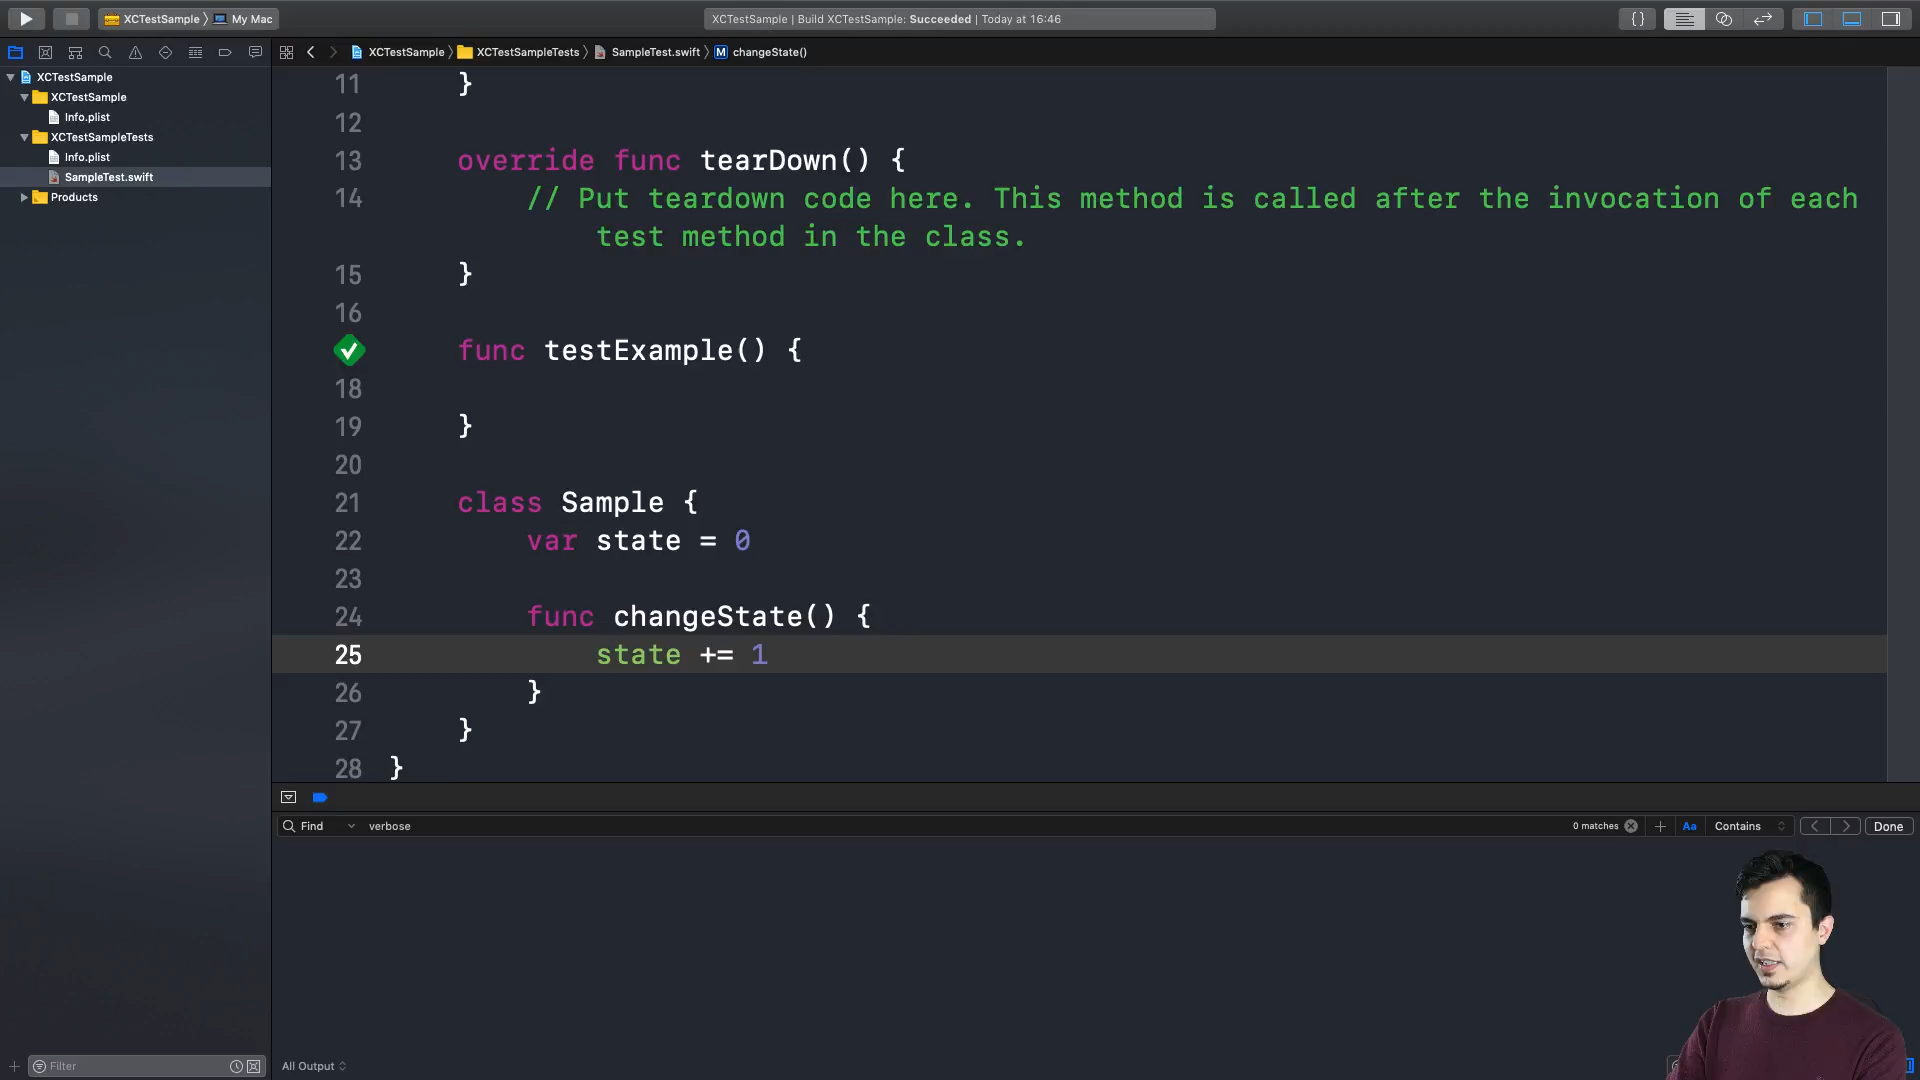 XCTestSample
My Mac
XCTestSample | Build XCTestSample: Succeeded | Today at 16:46
{}
XCTestSample
XCTestSampleTests
SampleTest.swift
M
changeState()
XCTestSample
XCTestSample
Info.plist
XCTestSampleTests
Info.plist
SampleTest.swift
Products
11 }
12
13 override func tearDown() {
14 // Put teardown code here. This method is called after the invocation of each
test method in the class.
15 }
16
func testExample() {
18
19 }
20
21 class Sample {
22 var state = 0
23
24 func changeState() {
25 state += 1
26 }
27 }
28 }
Find
verbose
0 matches
Aa
Contains
Done
Filter
All Output